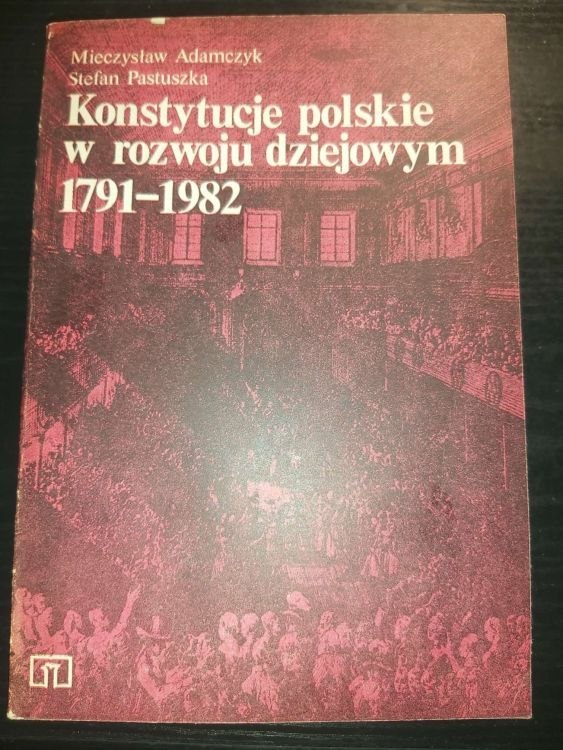 Mieczysław Adamczyk
Stefan Pastuszka
Konstytucje polskie
w rozwoju dziejowym
1791–1982